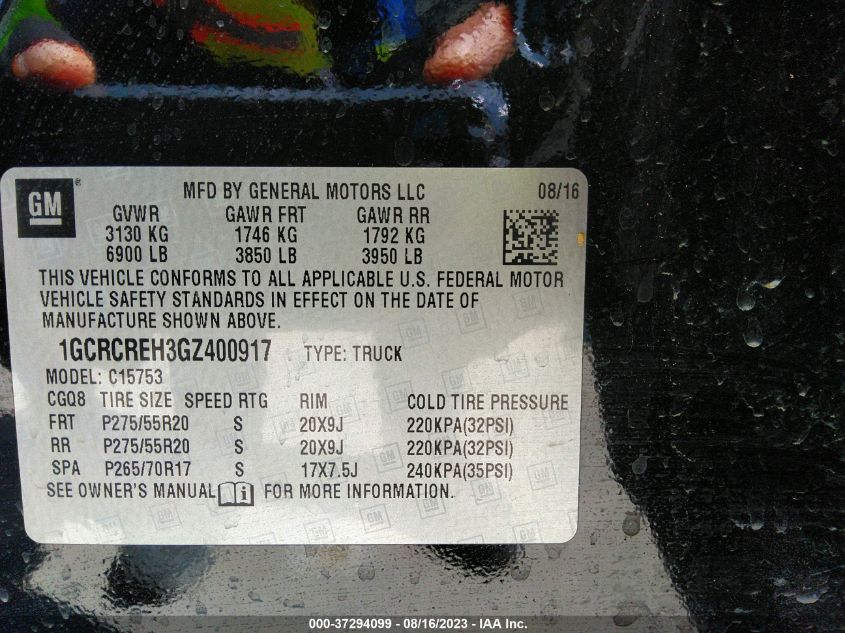 GM ® MFD BY GENERAL MOTORS LLC 08/16
GVWR GAWR FRT GAWR RR
3130 KG 1746 KG 1792 KG
6900 LB 3850 LB 3950 LB
THIS VEHICLE CONFORMS TO ALL APPLICABLE U.S. FEDERAL MOTOR
VEHICLE SAFETY STANDARDS IN EFFECT ON THE DATE OF
MANUFACTURE SHOWN ABOVE.
1GCRCREH3GZ400917 TYPE: TRUCK
MODEL: C15753
CGQ8 TIRE SIZE SPEED RTG RIM COLD TIRE PRESSURE
FRT P275/55R20 S 20X9J 220KPA(32PSI)
RR P275/55R20 S 20X9J 220KPA(32PSI)
SPA P265/70R17 S 17X7.5J 240KPA(35PSI)
SEE OWNER'S MANUAL i FOR MORE INFORMATION.
000-37294099 - 08/16/2023 - IAA Inc.